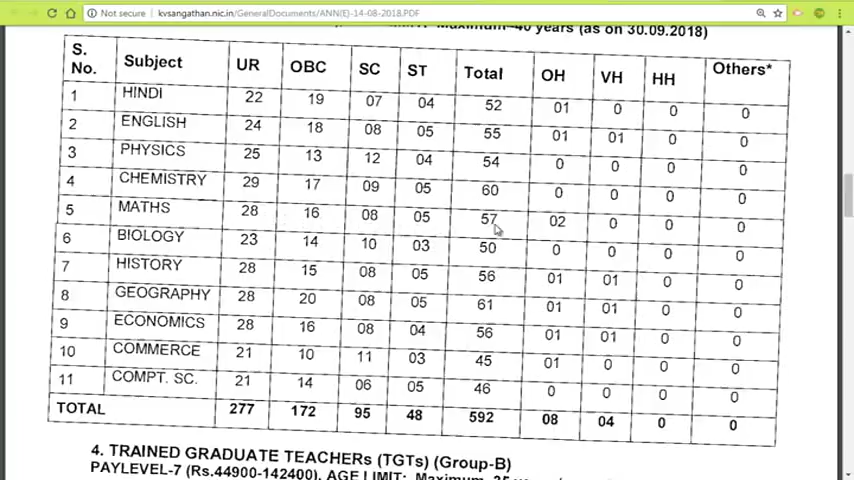 Not secure | kvsangathan.nic.in/GeneralDocuments/ANN(E)-14-08-2018.PDF
40 years (as on 30.09.2018)
S. No. Subject UR OBC SC ST Total OH VH HH Others*
1 HINDI 22 19 07 04 52 01 0 0 0
2 ENGLISH 24 18 08 05 55 01 01 0 0
3 PHYSICS 25 13 12 04 54 0 0 0 0
4 CHEMISTRY 29 17 09 05 60 0 0 0 0
5 MATHS 28 16 08 05 57 02 0 0 0
6 BIOLOGY 23 14 10 03 50 0 0 0 0
7 HISTORY 28 15 08 05 56 01 01 0 0
8 GEOGRAPHY 28 20 08 05 61 01 01 0 0
9 ECONOMICS 28 16 08 04 56 01 01 0 0
10 COMMERCE 21 10 11 03 45 01 0 0 0
11 COMPT. SC. 21 14 06 05 46 0 0 0 0
TOTAL 277 172 95 48 592 08 04 0 0
4. TRAINED GRADUATE TEACHERs (TGTs) (Group-B)
PAYLEVEL-7 (Rs.44900-142400), AGE LIMIT: Maximum